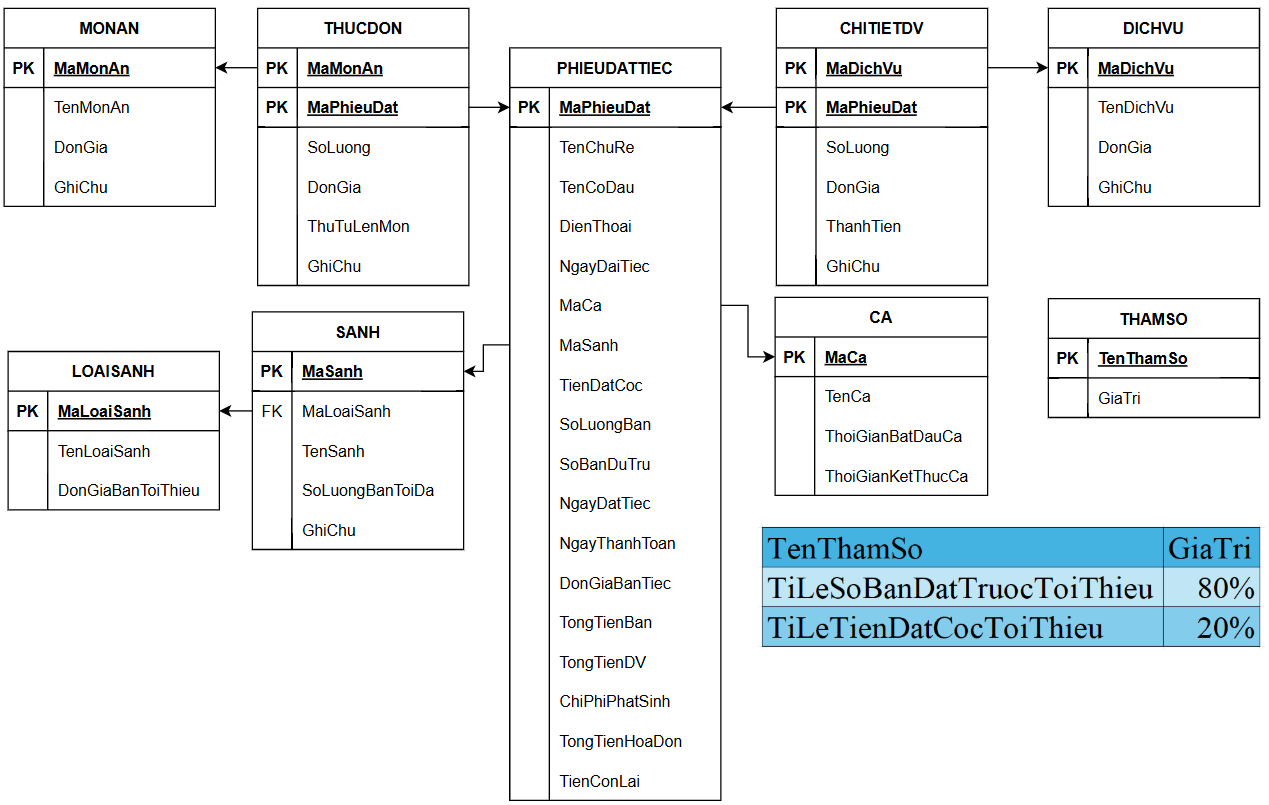 MONAN
PK MaMonAn
TenMonAn
DonGia
GhiChu
THUCDON
PK MaMonAn
PK MaPhieuDat
SoLuong
DonGia
ThuTuLenMon
GhiChu
PHIEUDATTIEC
PK MaPhieuDat
TenChuRe
TenCoDau
DienThoai
NgayDaiTiec
MaCa
MaSanh
TienDatCoc
SoLuongBan
SoBanDuTru
NgayDatTiec
NgayThanhToan
DonGiaBanTiec
TongTienBan
TongTienDV
ChiPhiPhatSinh
TongTienHoaDon
TienConLai
CHITIETDV
PK MaDichVu
PK MaPhieuDat
SoLuong
DonGia
ThanhTien
GhiChu
DICHVU
PK MaDichVu
TenDichVu
DonGia
GhiChu
LOAISANH
PK MaLoaiSanh
TenLoaiSanh
DonGiaBanToiThieu
SANH
PK MaSanh
FK MaLoaiSanh
TenSanh
SoLuongBanToiDa
GhiChu
CA
PK MaCa
TenCa
ThoiGianBatDauCa
ThoiGianKetThucCa
THAMSO
PK TenThamSo
GiaTri
TenThamSo GiaTri
TiLeSoBanDatTruocToiThieu 80%
TiLeTienDatCocToiThieu 20%